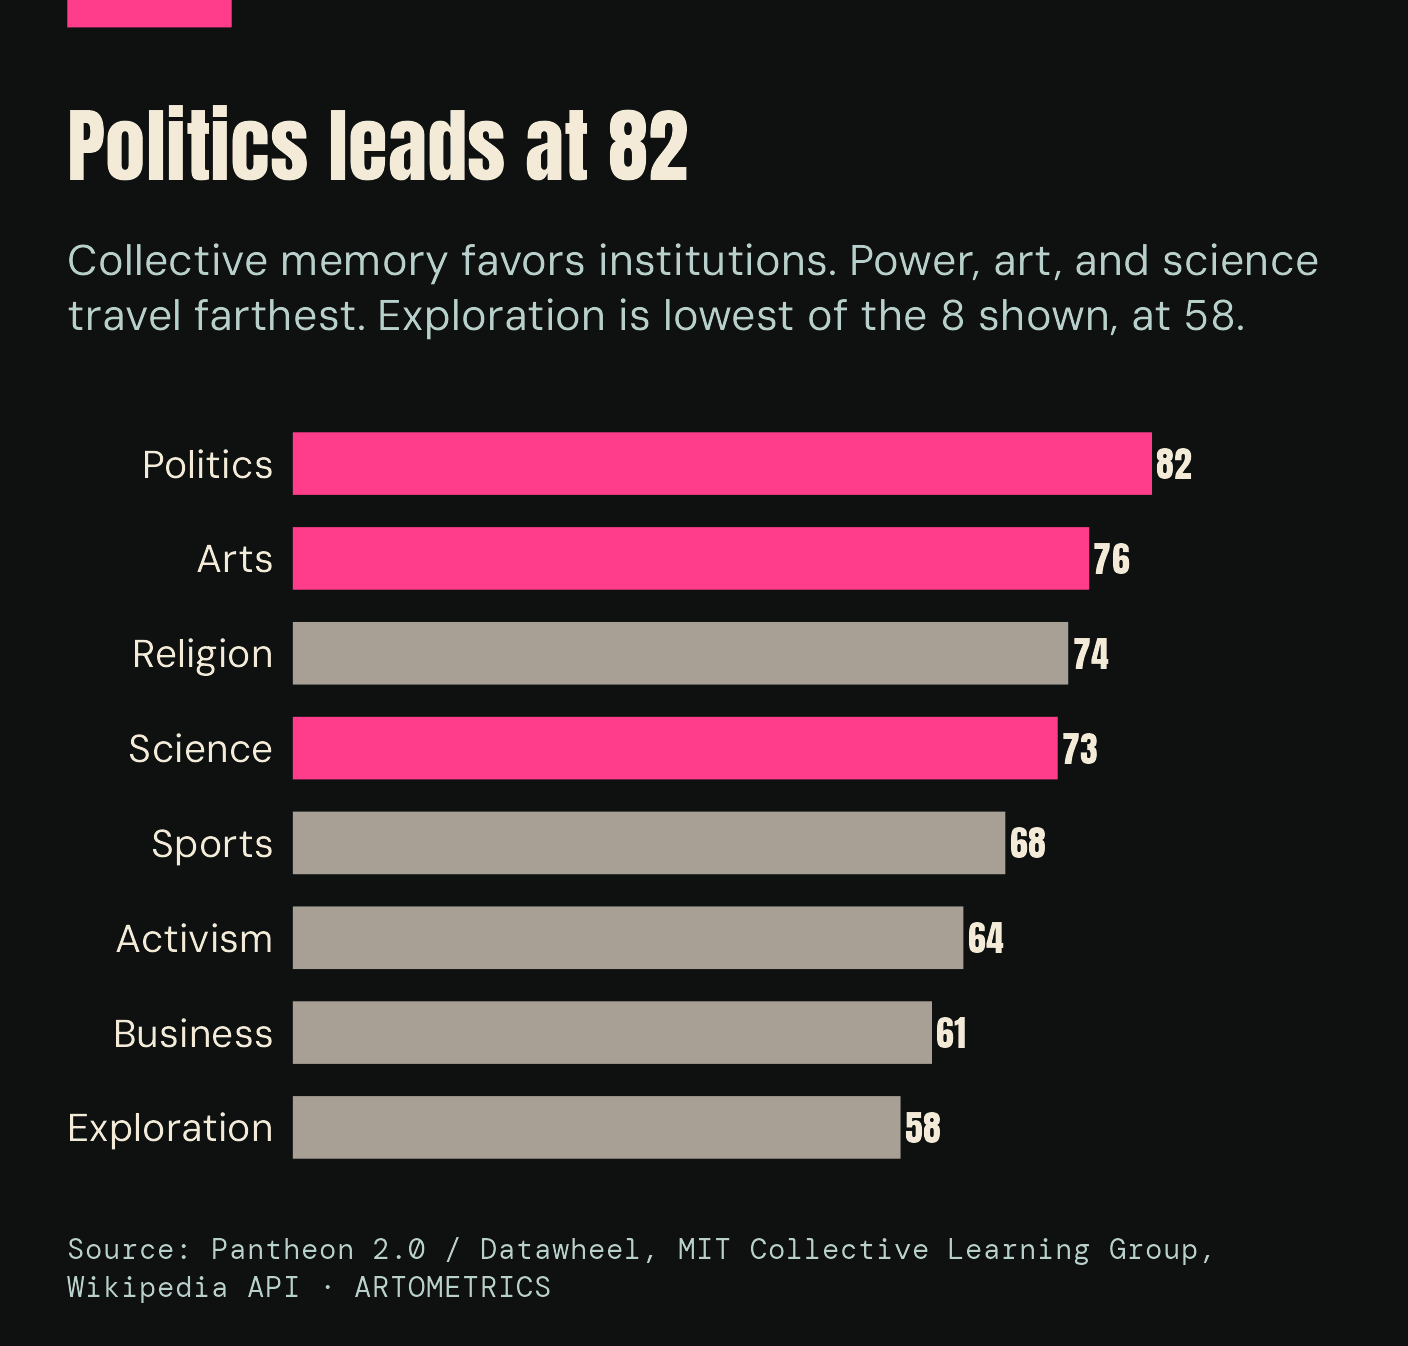 Politics leads at 82
Collective memory favors institutions. Power, art, and science
travel farthest. Exploration is lowest of the 8 shown, at 58.
Politics 82
Arts 76
Religion 74
Science 73
Sports 68
Activism 64
Business 61
Exploration 58
Source: Pantheon 2.0 / Datawheel, MIT Collective Learning Group,
Wikipedia API · ARTOMETRICS